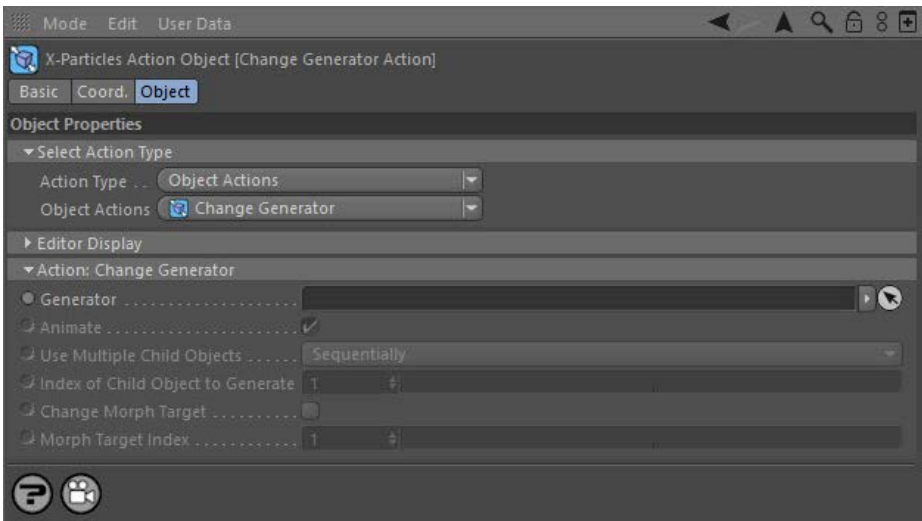 Mode Edit User Data
X-Particles Action Object [Change Generator Action]
Basic Coord. Object
Object Properties
Select Action Type
Action Type . . Object Actions
Object Actions Change Generator
Editor Display
Action: Change Generator
Generator . . . . . . . . . . . . . . . . . . . . .
Animate . . . . . . . . . . . . . . . . . . . . . . .
Use Multiple Child Objects . . . . . . Sequentially
Index of Child Object to Generate 1
Change Morph Target . . . . . . . . . .
Morph Target Index . . . . . . . . . . . . 1